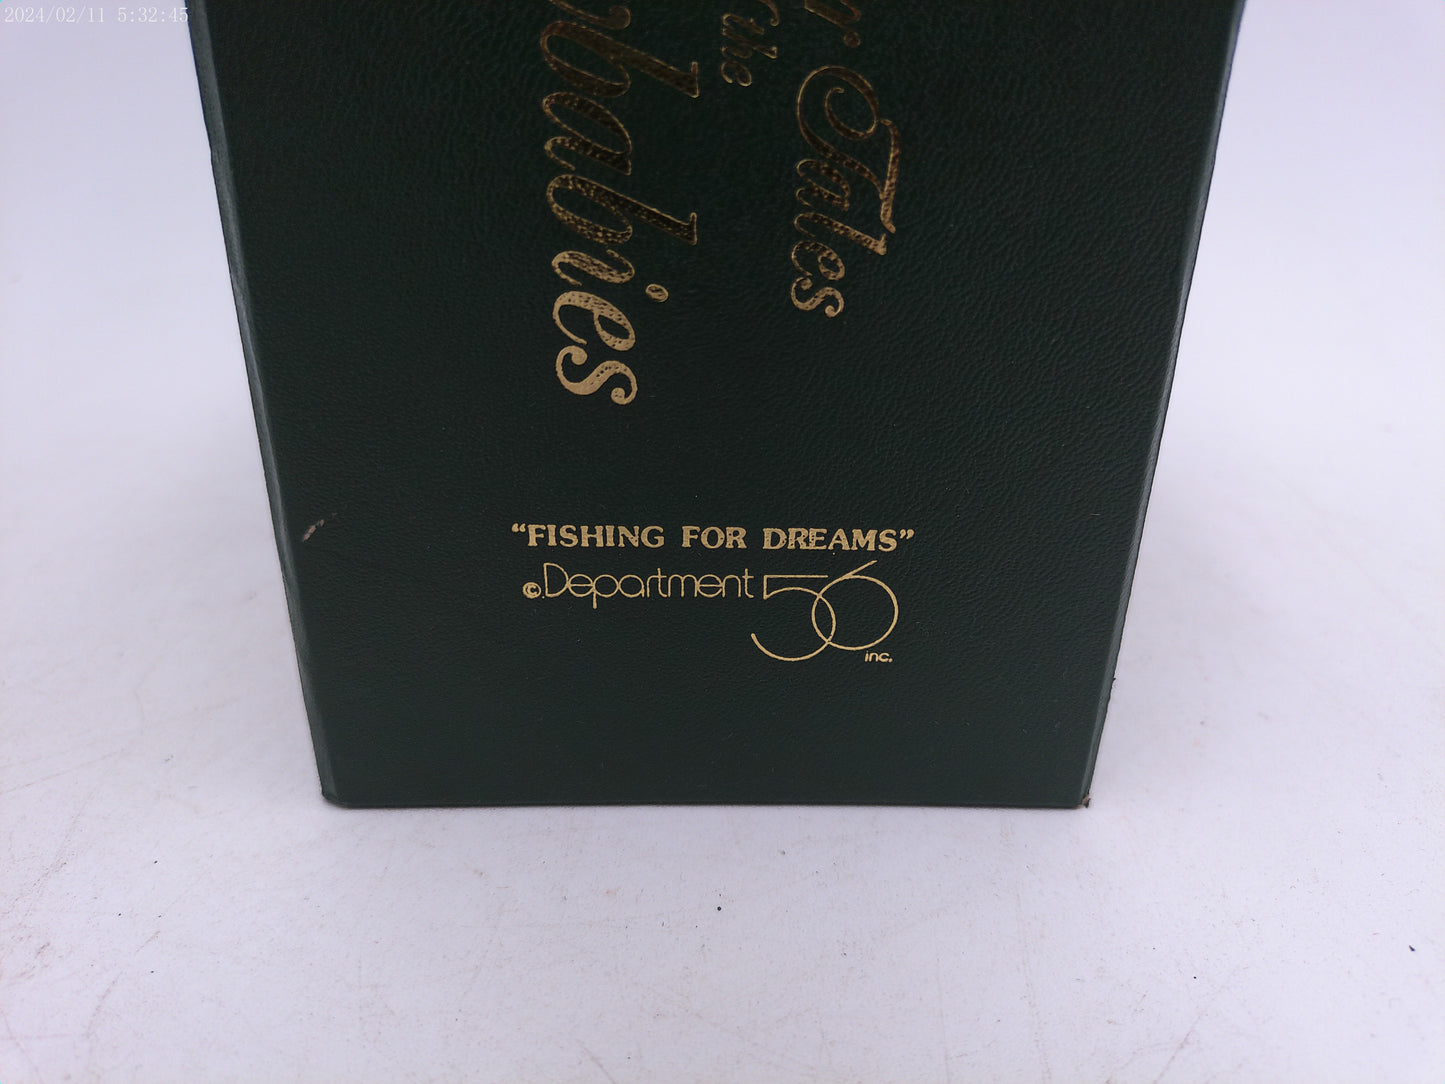 2024/02/11 5:32:45
Tales
the
babies
"FISHING FOR DREAMS"
©Department 56
inc.